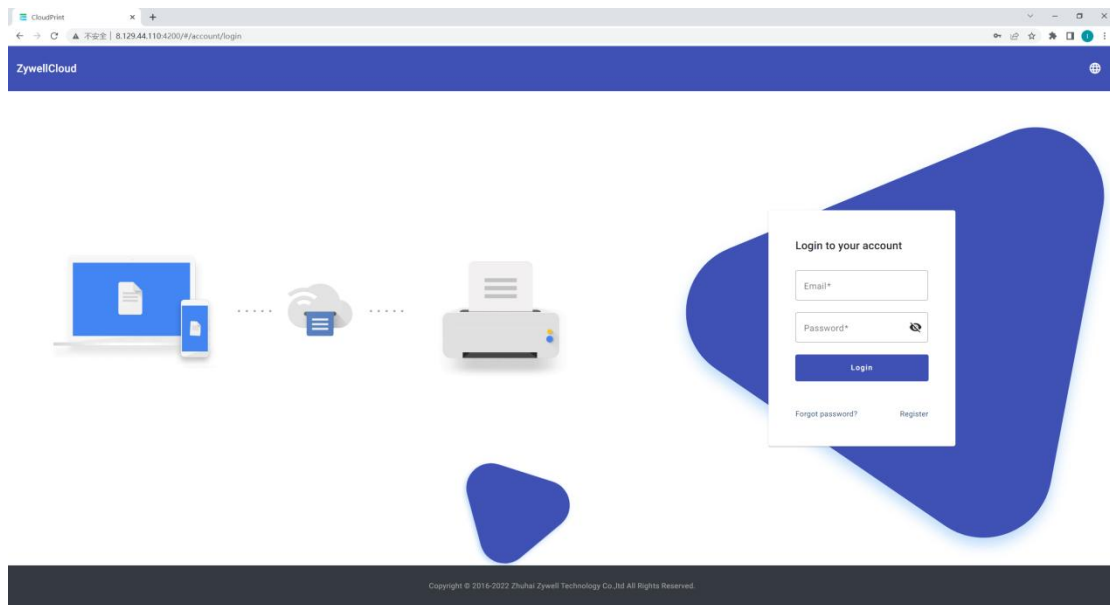 CloudPrint
不安全 | 8.129.44.110:4200/#/account/login
ZywellCloud
Login to your account
Email*
Password*
Login
Forgot password? Register
Copyright © 2016-2022 Zhuhai Zywell Technology Co.,ltd All Rights Reserved.